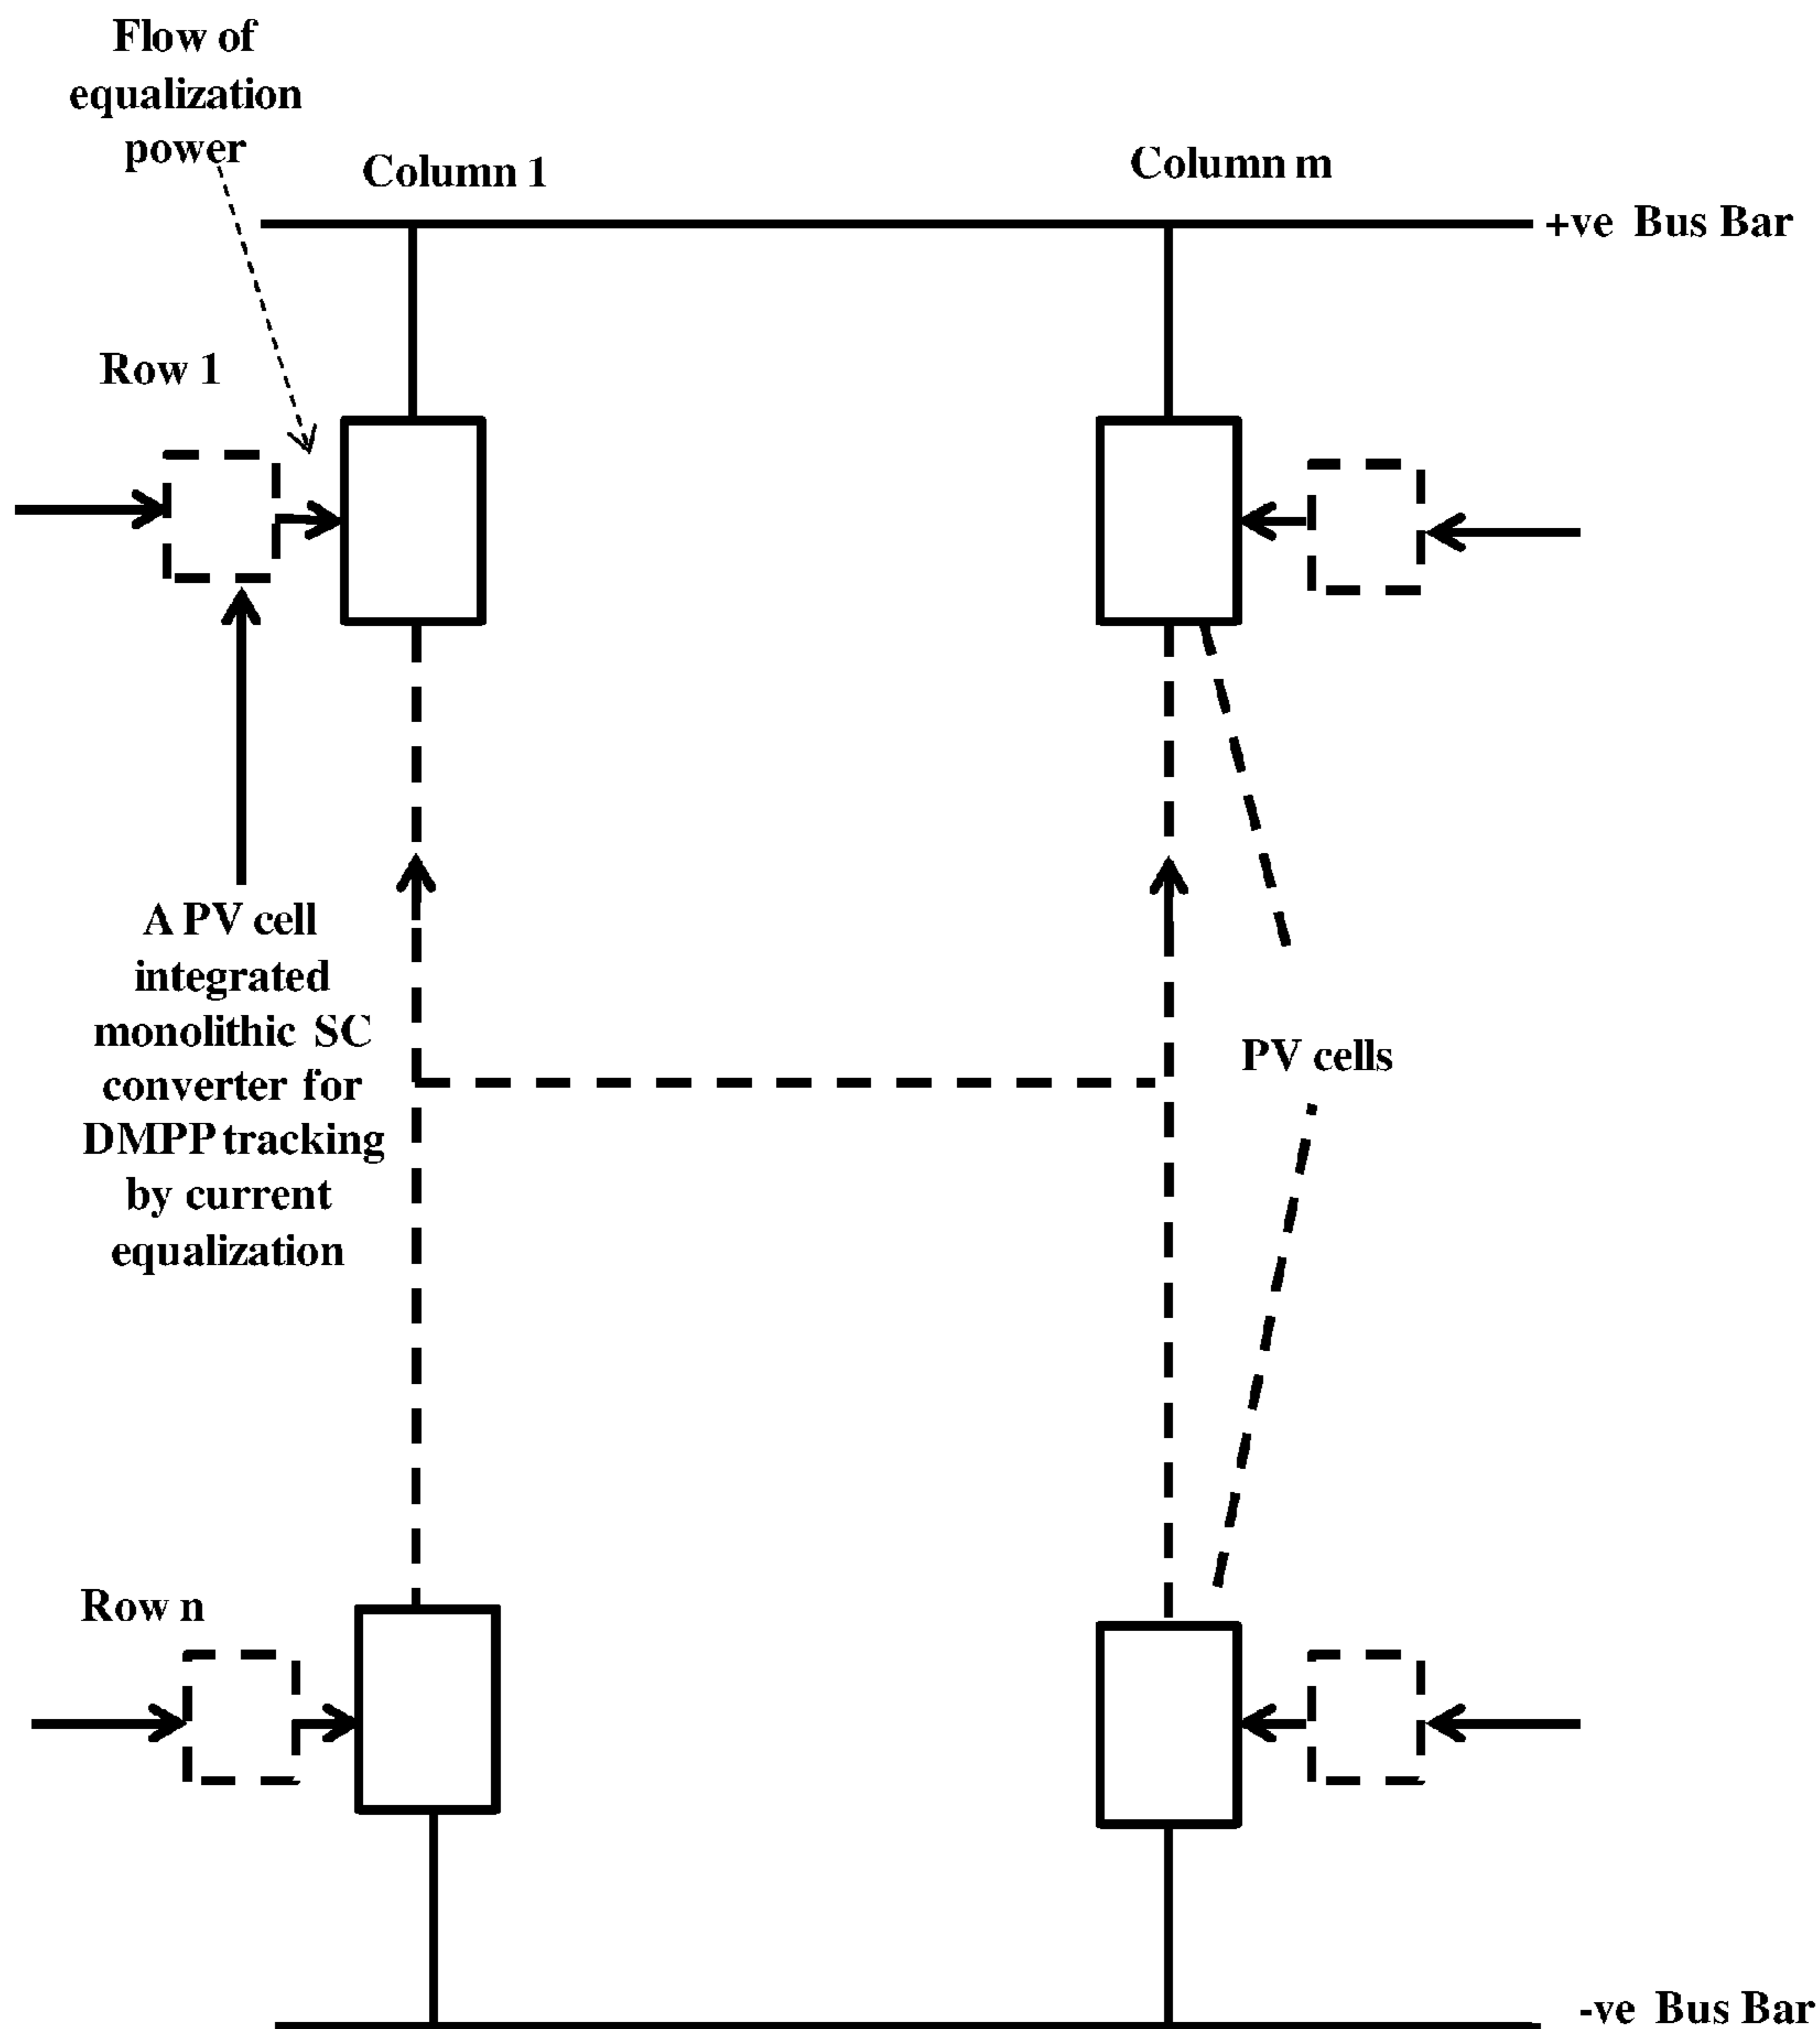 Flow of
equalization
power
Column 1
Column m
+ve Bus Bar
Row 1
A PV cell
integrated
monolithic SC
converter for
DMPP tracking
by current
equalization
PV cells
Row n
-ve Bus Bar